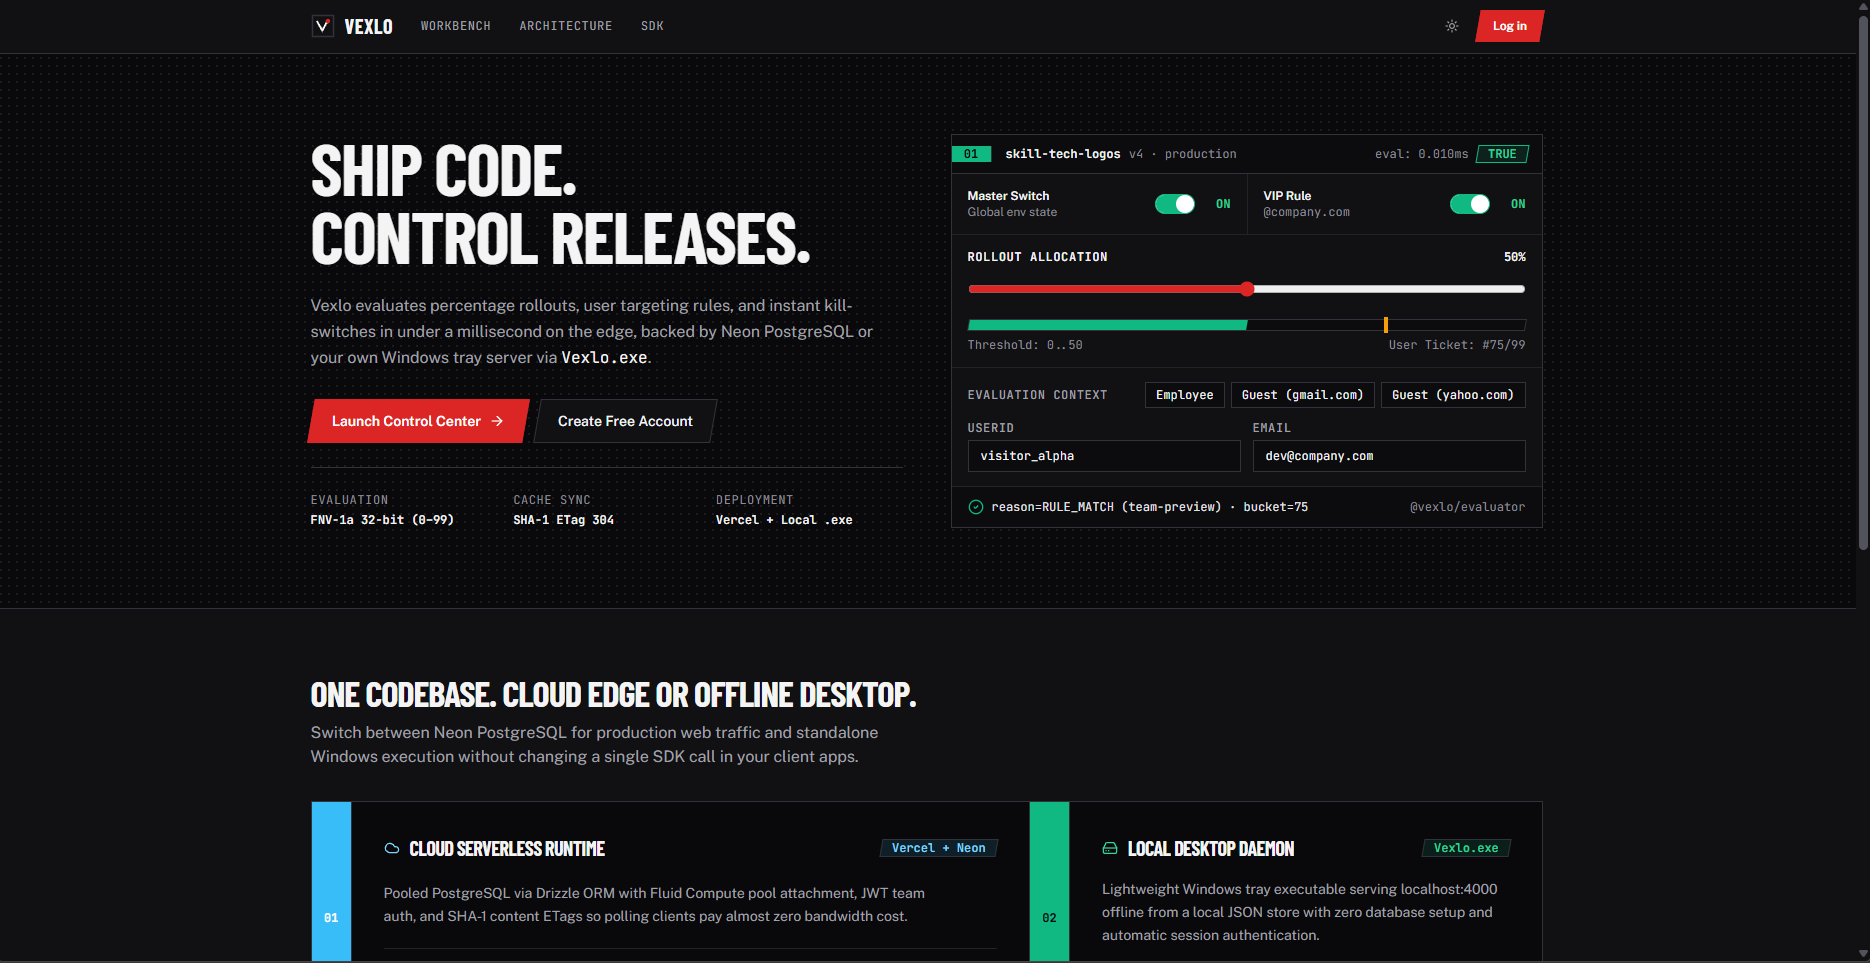 VEXLO WORKBENCH ARCHITECTURE SDK Log in
SHIP CODE.
CONTROL RELEASES.
Vexlo evaluates percentage rollouts, user targeting rules, and instant kill-
switches in under a millisecond on the edge, backed by Neon PostgreSQL or
your own Windows tray server via Vexlo.exe.
Launch Control Center → Create Free Account
EVALUATION CACHE SYNC DEPLOYMENT
FNV-1a 32-bit (0–99) SHA-1 ETag 304 Vercel + Local .exe
01 skill-tech-logos v4 · production eval: 0.010ms TRUE
Master Switch ON VIP Rule ON
Global env state @company.com
ROLLOUT ALLOCATION 50%
Threshold: 0..50 User Ticket: #75/99
EVALUATION CONTEXT Employee Guest (gmail.com) Guest (yahoo.com)
USERID EMAIL
visitor_alpha dev@company.com
reason=RULE_MATCH (team-preview) · bucket=75 @vexlo/evaluator
ONE CODEBASE. CLOUD EDGE OR OFFLINE DESKTOP.
Switch between Neon PostgreSQL for production web traffic and standalone
Windows execution without changing a single SDK call in your client apps.
01
CLOUD SERVERLESS RUNTIME Vercel + Neon
Pooled PostgreSQL via Drizzle ORM with Fluid Compute pool attachment, JWT team
auth, and SHA-1 content ETags so polling clients pay almost zero bandwidth cost.
02
LOCAL DESKTOP DAEMON Vexlo.exe
Lightweight Windows tray executable serving localhost:4000
offline from a local JSON store with zero database setup and
automatic session authentication.